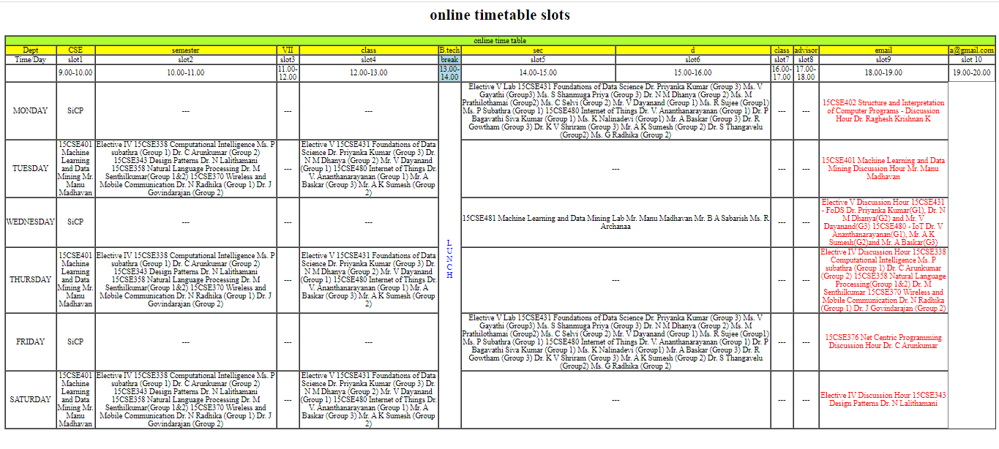 online timetable slots
online time table
Dept CSE semester VII class B.tech sec d class advisor email a@gmail.com
Time/Day slot1 slot2 slot3 slot4 break slot5 slot6 slot7 slot8 slot9 slot 10
9.00-10.00 10.00-11.00 11.00-12.00 12.00-13.00 13.00-14.00 14.00-15.00 15.00-16.00 16.00-17.00 17.00-18.00 18.00-19.00 19.00-20.00
MONDAY
SiCP
---
---
---
L
U
N
C
H
Elective V Lab 15CSE431 Foundations of Data Science Dr. Priyanka Kumar (Group 3) Ms. V
Gayathi (Group3) Ms. S Shanmuga Priya (Group 3) Dr. N M Dhanya (Group 2) Ms. M
Prathilothamai (Group2) Ms. C Selvi (Group 2) Mr. V Dayanand (Group 1) Ms. R Sujee (Group1)
Ms. P Subathra (Group 1) 15CSE480 Internet of Things Dr. V. Ananthanarayanan (Group 1) Dr. P
Bagavathi Siva Kumar (Group 1) Ms. K Nalinadevi (Group1) Mr. A Baskar (Group 3) Dr. R
Gowtham (Group 3) Dr. K V Shriram (Group 3) Mr. A K Sumesh (Group 2) Dr. S Thangavelu
(Group2) Ms. G Radhika (Group 2)
---
---
15CSE402 Structure and Interpretation
of Computer Programs - Discussion
Hour Dr. Raghesh Krishnan K
TUESDAY
15CSE401
Machine
Learning
and Data
Mining Mr.
Manu
Madhavan
Elective IV 15CSE338 Computational Intelligence Ms. P
subathra (Group 1) Dr. C Arunkumar (Group 2)
15CSE343 Design Patterns Dr. N Lalithamani
15CSE358 Natural Language Processing Dr. M
Senthilkumar(Group 1&2) 15CSE370 Wireless and
Mobile Communication Dr. N Radhika (Group 1) Dr. J
Govindarajan (Group 2)
---
Elective V 15CSE431 Foundations of Data
Science Dr. Priyanka Kumar (Group 3) Dr.
N M Dhanya (Group 2) Mr. V Dayanand
(Group 1) 15CSE480 Internet of Things Dr.
V. Ananthanarayanan (Group 1) Mr. A
Baskar (Group 3) Mr. A K Sumesh (Group
2)
---
---
---
15CSE401 Machine Learning and Data
Mining Discussion Hour Mr. Manu
Madhavan
WEDNESDAY
SiCP
---
---
---
15CSE481 Machine Learning and Data Mining Lab Mr. Manu Madhavan Mr. B A Sabarish Ms. R
Archanaa
---
---
Elective V Discussion Hour 15CSE431
- FoDS Dr. Priyanka Kumar(G1), Dr. N
M Dhanya(G2) and Mr. V
Dayanand(G3) 15CSE480 - IoT Dr. V
Ananthanarayanan(G1), Mr. A K
Sumesh(G2)and Mr. A Baskar(G3)
THURSDAY
15CSE401
Machine
Learning
and Data
Mining Mr.
Manu
Madhavan
Elective IV 15CSE338 Computational Intelligence Ms. P
subathra (Group 1) Dr. C Arunkumar (Group 2)
15CSE343 Design Patterns Dr. N Lalithamani
15CSE358 Natural Language Processing Dr. M
Senthilkumar(Group 1&2) 15CSE370 Wireless and
Mobile Communication Dr. N Radhika (Group 1) Dr. J
Govindarajan (Group 2)
---
Elective V 15CSE431 Foundations of Data
Science Dr. Priyanka Kumar (Group 3) Dr.
N M Dhanya (Group 2) Mr. V Dayanand
(Group 1) 15CSE480 Internet of Things Dr.
V. Ananthanarayanan (Group 1) Mr. A
Baskar (Group 3) Mr. A K Sumesh (Group
2)
---
---
---
Elective IV Discussion Hour 15CSE338
Computational Intelligence Ms. P
subathra (Group 1) Dr. C Arunkumar
(Group 2) 15CSE358 Natural Language
Processing(Group 1&2) Dr. M
Senthilkumar 15CSE370 Wireless and
Mobile Communication Dr. N Radhika
(Group 1) Dr. J Govindarajan (Group 2)
FRIDAY
SiCP
---
---
---
Elective V Lab 15CSE431 Foundations of Data Science Dr. Priyanka Kumar (Group 3) Ms. V
Gayathi (Group3) Ms. S Shanmuga Priya (Group 3) Dr. N M Dhanya (Group 2) Ms. M
Prathilothamai (Group2) Ms. C Selvi (Group 2) Mr. V Dayanand (Group 1) Ms. R Sujee (Group1)
Ms. P Subathra (Group 1) 15CSE480 Internet of Things Dr. V. Ananthanarayanan (Group 1) Dr. P
Bagavathi Siva Kumar (Group 1) Ms. K Nalinadevi (Group1) Mr. A Baskar (Group 3) Dr. R
Gowtham (Group 3) Dr. K V Shriram (Group 3) Mr. A K Sumesh (Group 2) Dr. S Thangavelu
(Group2) Ms. G Radhika (Group 2)
---
---
15CSE376 Net Centric Programming
Discussion Hour Dr. C Arunkumar
SATURDAY
15CSE401
Machine
Learning
and Data
Mining Mr.
Manu
Madhavan
Elective IV 15CSE338 Computational Intelligence Ms. P
subathra (Group 1) Dr. C Arunkumar (Group 2)
15CSE343 Design Patterns Dr. N Lalithamani
15CSE358 Natural Language Processing Dr. M
Senthilkumar(Group 1&2) 15CSE370 Wireless and
Mobile Communication Dr. N Radhika (Group 1) Dr. J
Govindarajan (Group 2)
---
Elective V 15CSE431 Foundations of Data
Science Dr. Priyanka Kumar (Group 3) Dr.
N M Dhanya (Group 2) Mr. V Dayanand
(Group 1) 15CSE480 Internet of Things Dr.
V. Ananthanarayanan (Group 1) Mr. A
Baskar (Group 3) Mr. A K Sumesh (Group
2)
---
---
---
Elective IV Discussion Hour 15CSE343
Design Patterns Dr. N Lalithamani